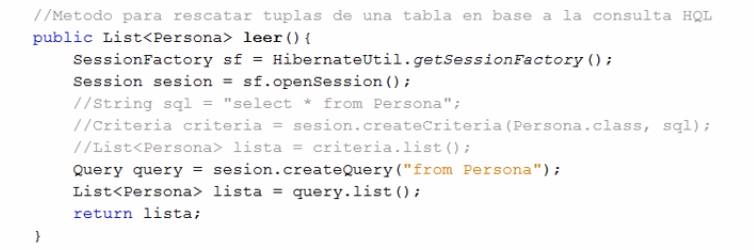 //Metodo para rescatar tuplas de una tabla en base a la consulta HQL
public List<Persona> leer(){
SessionFactory sf = HibernateUtil.getSessionFactory();
Session sesion = sf.openSession();
//String sql = "select * from Persona";
//Criteria criteria = sesion.createCriteria(Persona.class, sql);
//List<Persona> lista = criteria.list();
Query query = sesion.createQuery("from Persona");
List<Persona> lista = query.list();
return lista;
}